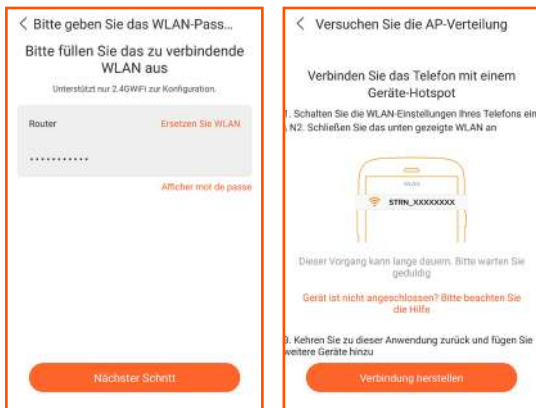 < Bitte geben Sie das WLAN-Pass...
Bitte füllen Sie das zu verbindende
WLAN aus
Unterstützt nur 2.4GWiFi zur Konfiguration.
Router Ersetzen Sie WLAN
...........
Afficher mot de passe
Nächster Schritt
< Versuchen Sie die AP-Verteilung
Verbinden Sie das Telefon mit einem
Geräte-Hotspot
1. Schalten Sie die WLAN-Einstellungen Ihres Telefons ein
\ N2. Schließen Sie das unten gezeigte WLAN an
WLAN
STRN_XXXXXXXX
Dieser Vorgang kann lange dauern. Bitte warten Sie
geduldig
Gerät ist nicht angeschlossen? Bitte beachten Sie
die Hilfe
3. Kehren Sie zu dieser Anwendung zurück und fügen Sie
weitere Geräte hinzu
Verbindung herstellen